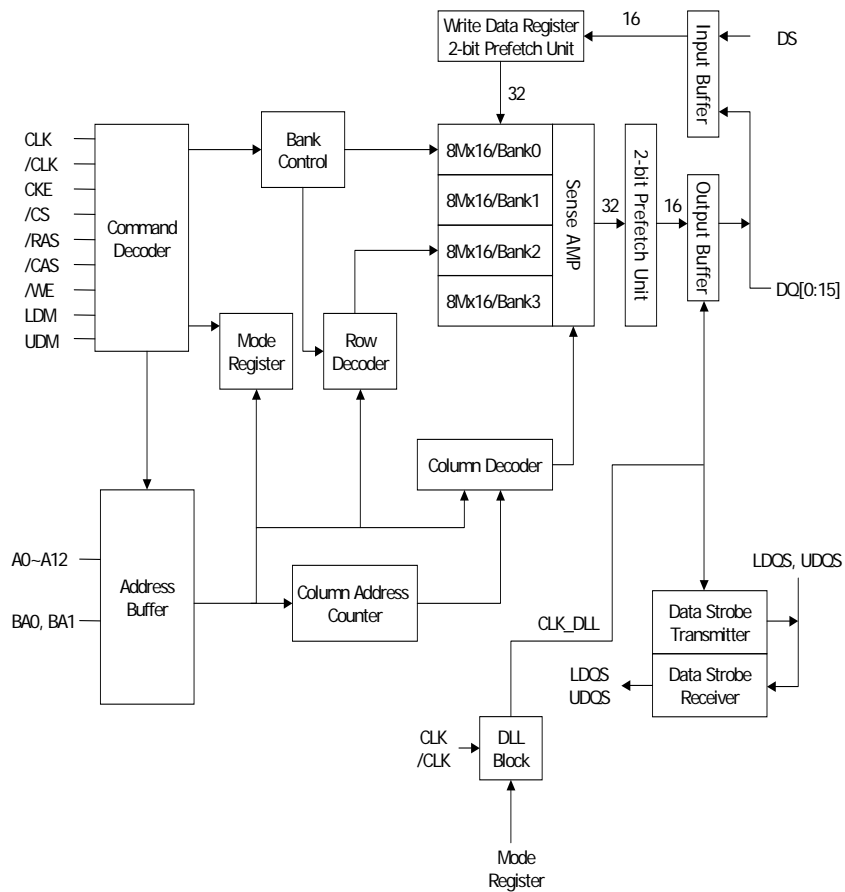 Write Data Register
2-bit Prefetch Unit
16
Input Buffer
DS
32
CLK
/CLK
CKE
/CS
/RAS
/CAS
/WE
LDM
UDM
Command
Decoder
Bank
Control
8Mx16/Bank0
8Mx16/Bank1
8Mx16/Bank2
8Mx16/Bank3
Sense AMP
32
2-bit Prefetch Unit
16
Output Buffer
DQ[0:15]
Mode
Register
Row
Decoder
Column Decoder
A0~A12
BA0, BA1
Address
Buffer
Column Address
Counter
CLK_DLL
LDQS, UDQS
Data Strobe
Transmitter
Data Strobe
Receiver
LDQS
UDQS
CLK
/CLK
DLL
Block
Mode
Register